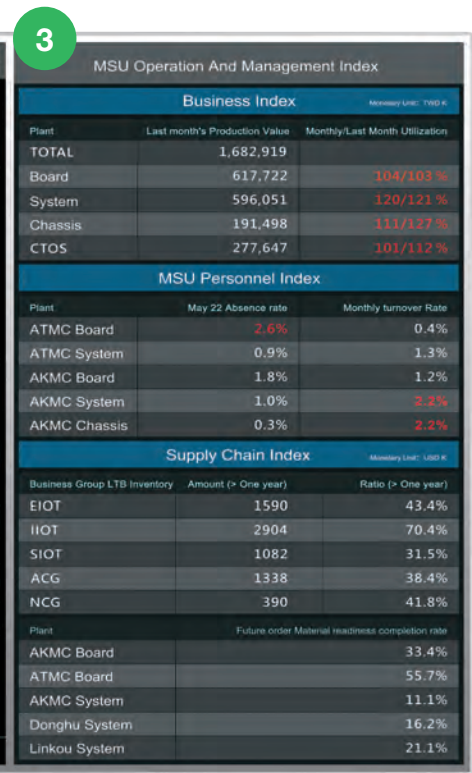 3
MSU Operation And Management Index
Business Index Monetary Unit: TWD K
Plant Last month's Production Value Monthly/Last Month Utilization
TOTAL 1,682,919
Board 617,722 104/103 %
System 596,051 120/121 %
Chassis 191,498 111/127 %
CTOS 277,647 101/112 %
MSU Personnel Index
Plant May 22 Absence rate Monthly turnover Rate
ATMC Board 2.6% 0.4%
ATMC System 0.9% 1.3%
AKMC Board 1.8% 1.2%
AKMC System 1.0% 2.2%
AKMC Chassis 0.3% 2.2%
Supply Chain Index Monetary Unit: USD K
Business Group LTB Inventory Amount (> One year) Ratio (> One year)
EIOT 1590 43.4%
IIOT 2904 70.4%
SIOT 1082 31.5%
ACG 1338 38.4%
NCG 390 41.8%
Plant Future order Material readiness completion rate
AKMC Board 33.4%
ATMC Board 55.7%
AKMC System 11.1%
Donghu System 16.2%
Linkou System 21.1%